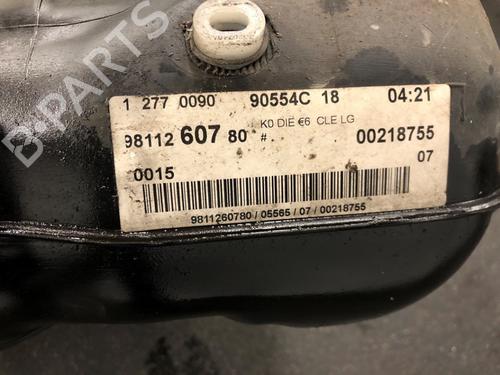 B-PARTS
1 277 0090 90554C 18 04:21
98112 607 80 K0 DIE €6 CLE LG
# 00218755
0015 07
9811260780 / 05565 / 07 / 00218755